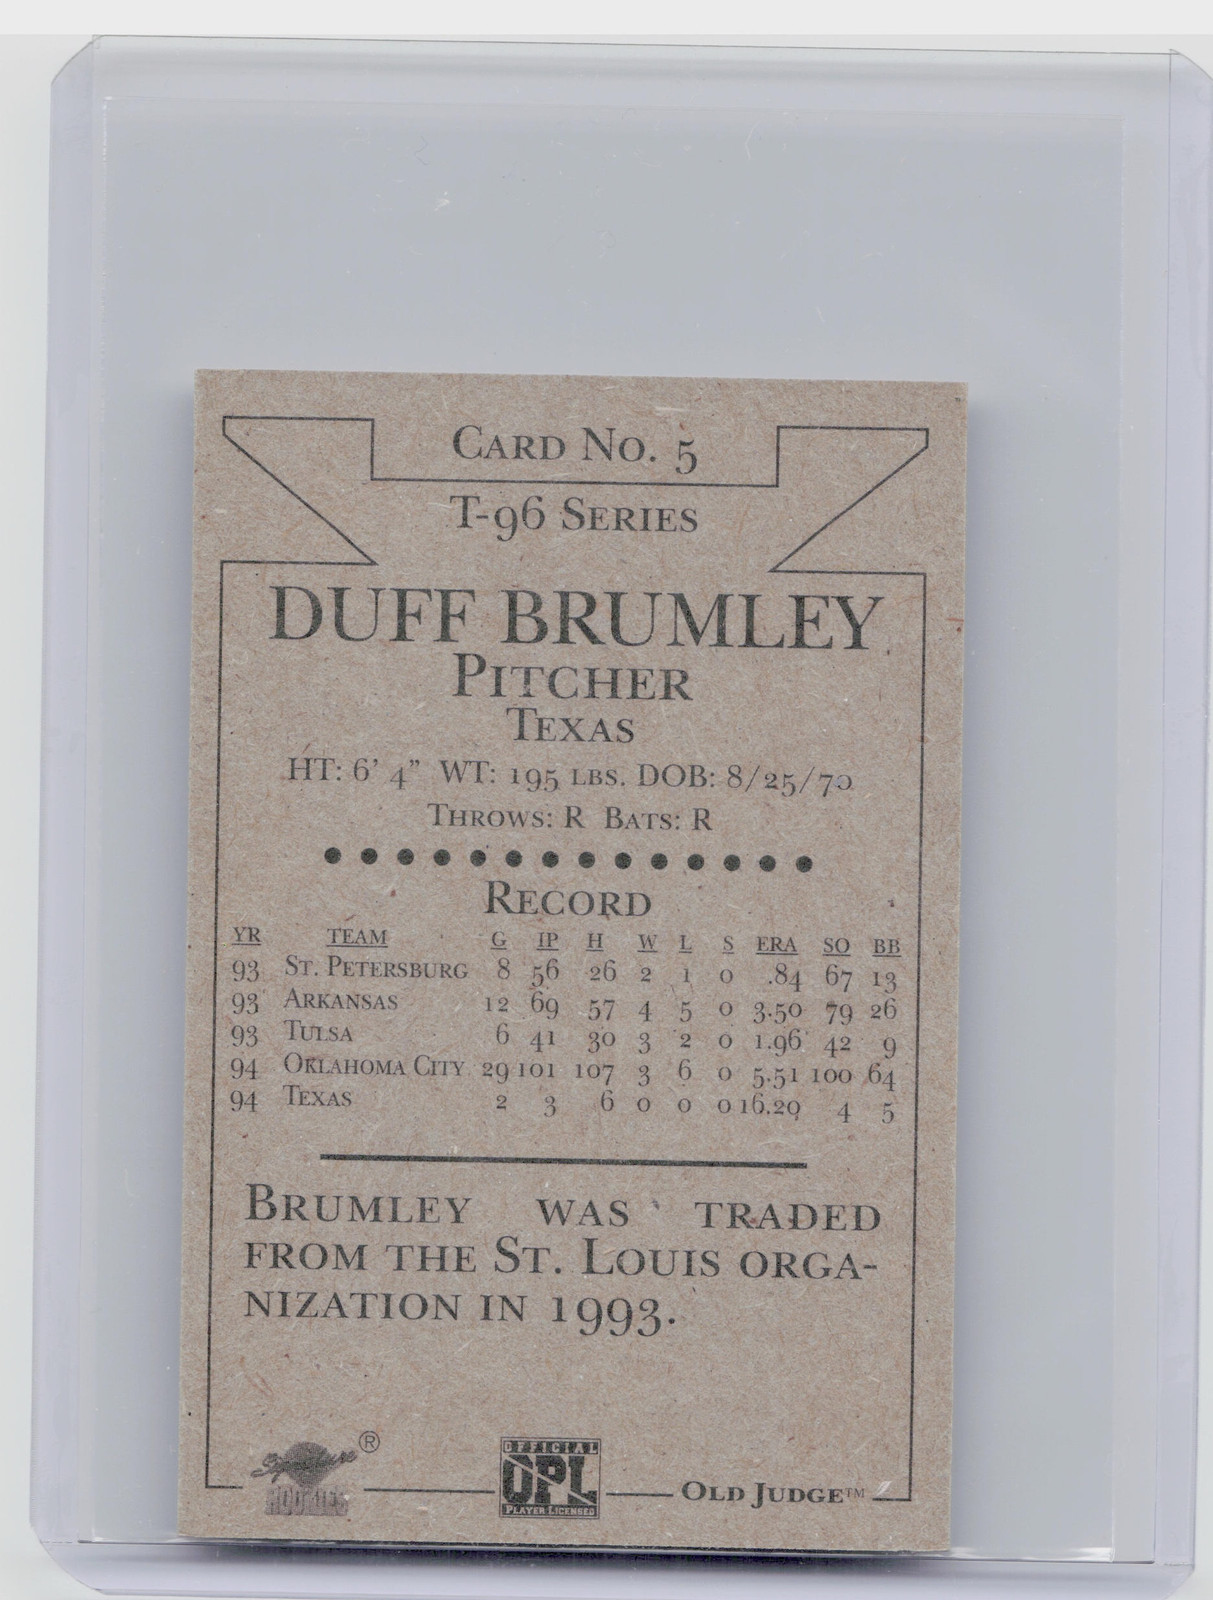 Card No. 5
T-96 Series
DUFF BRUMLEY
Pitcher
Texas
HT: 6' 4" WT: 195 lbs. DOB: 8/25/70
Throws: R Bats: R
Record
YR TEAM G IP H W L S ERA SO BB
93 St. Petersburg 8 56 26 2 1 0 .84 67 13
93 Arkansas 12 69 57 4 5 0 3.50 79 26
93 Tulsa 6 41 30 3 2 0 1.96 42 9
94 Oklahoma City 29 101 107 3 6 0 5.51 100 64
94 Texas 2 3 6 0 0 0 16.20 4 5
Brumley was traded
from the St. Louis orga-
nization in 1993.
Signature ®
ROOKIES
OFFICIAL
OPL
PLAYER LICENSED
Old Judge™